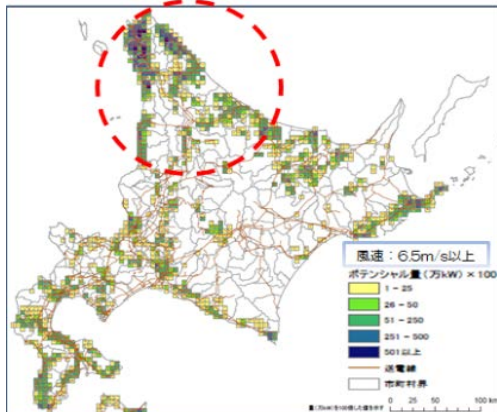 風速：6.5m/s以上
ポテンシャル量（万kW）× 100
1 - 25
26 - 50
51 - 250
251 - 500
501以上
送電線
市町村界
0 25 50 100 km